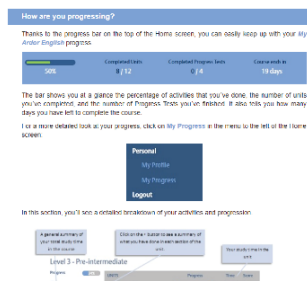 How are you progressing?
Thanks to the progress bar on the top of the Home screen, you can easily keep up with your My
Arder English progress.
50%
Completed Units
8 / 12
Completed Progress Tests
0 / 4
Course ends in
19 days
The bar shows you at a glance the percentage of activities that you've done, the number of units
you've completed, and the number of Progress Tests you've finished. It also tells you how many
days you have left to complete the course.
For a more detailed look at your progress, click on My Progress in the menu to the left of the Home
screen.
Personal
My Profile
My Progress
Logout
In this section, you'll see a detailed breakdown of your activities and progression
A general summary of
your total study time
in the course
Click on the + button to see a summary of
what you have done in each section of the
unit
Your study time in the
unit
Level 3 - Pre-intermediate
Progress
UNITS
Progress
Time
Score